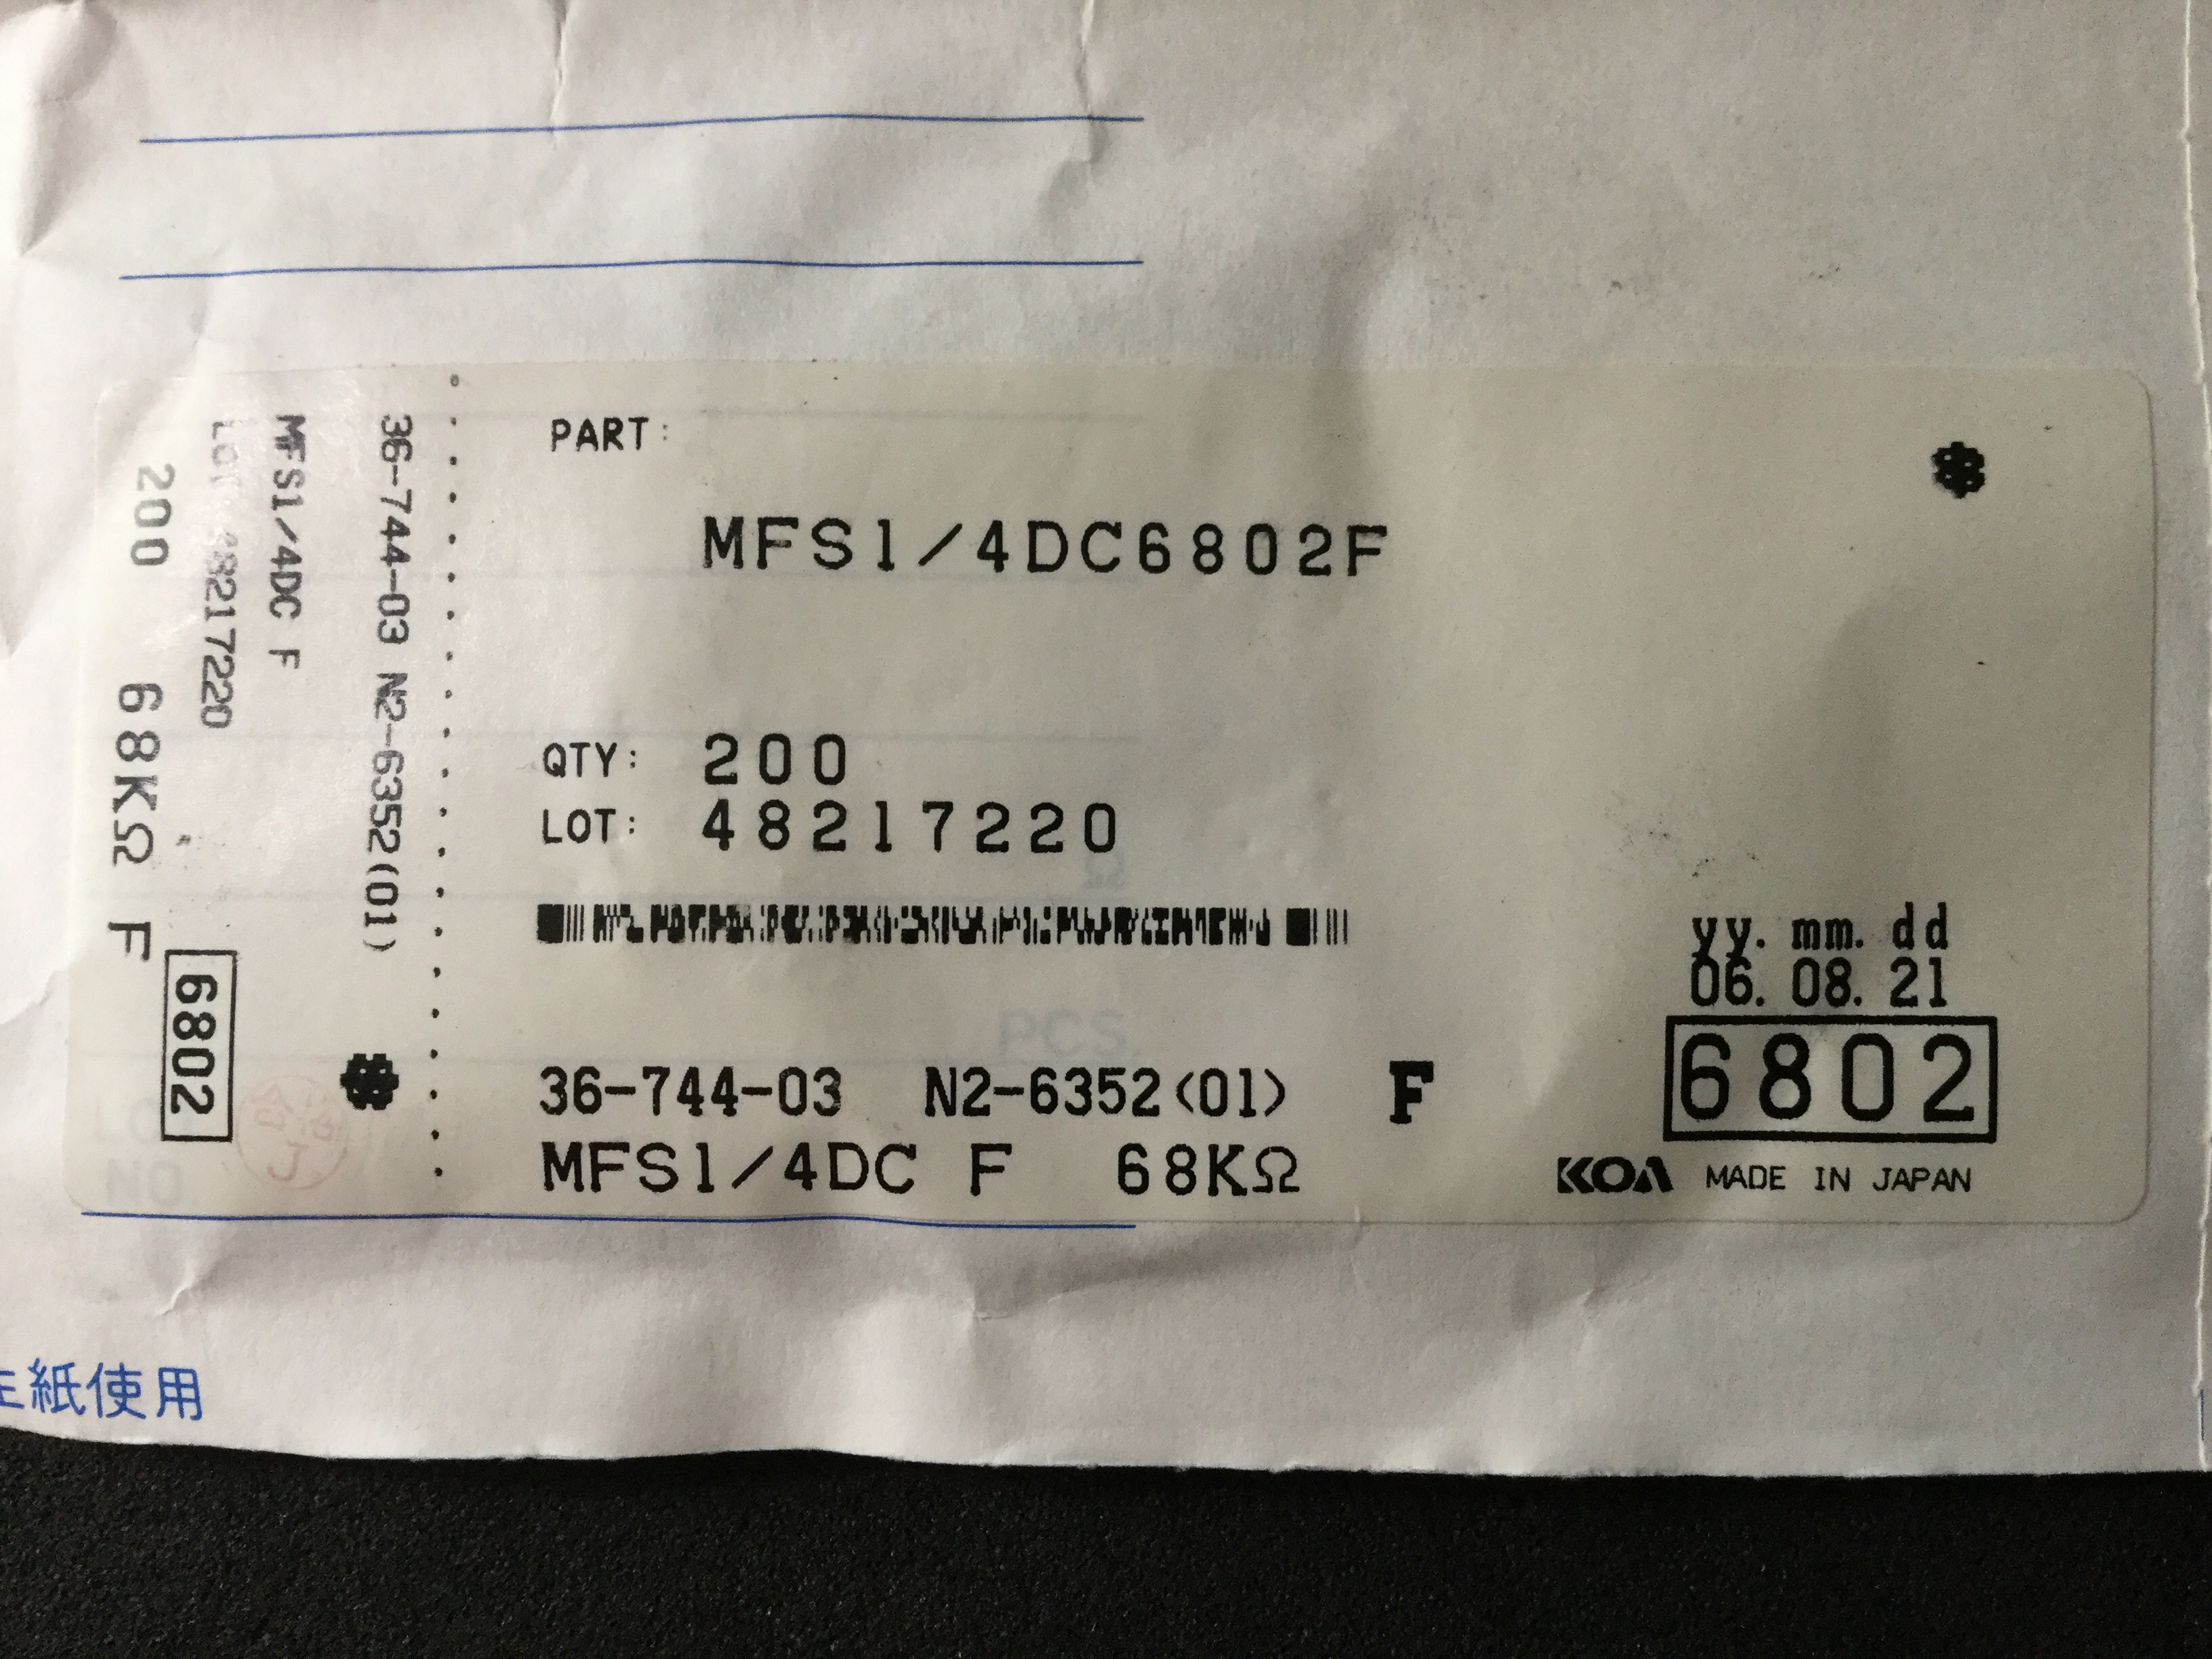 PART:
MFS1/4DC6802F
QTY: 200
LOT: 48217220
yy. mm. dd
06. 08. 21
6802
36-744-03 N2-6352(01) F
MFS1/4DC F 68KΩ
KOA MADE IN JAPAN
36-744-03 N2-6352(01)
MFS1/4DC F
LOT 48217220
200 68KΩ F
6802
PCS
紙使用